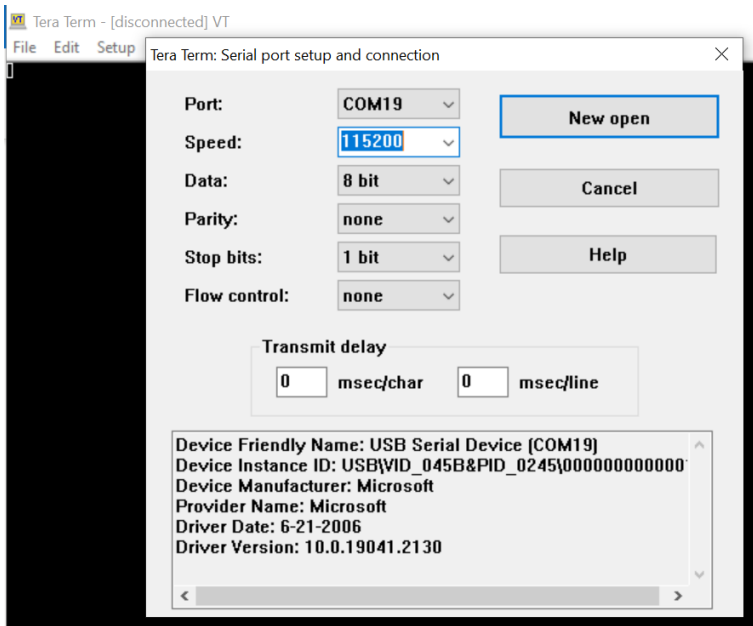 VT Tera Term - [disconnected] VT
File Edit Setup
Tera Term: Serial port setup and connection
Port: COM19 New open
Speed: 115200
Data: 8 bit Cancel
Parity: none
Stop bits: 1 bit Help
Flow control: none
Transmit delay
0 msec/char 0 msec/line
Device Friendly Name: USB Serial Device (COM19)
Device Instance ID: USB\VID_045B&PID_0245\000000000000
Device Manufacturer: Microsoft
Provider Name: Microsoft
Driver Date: 6-21-2006
Driver Version: 10.0.19041.2130